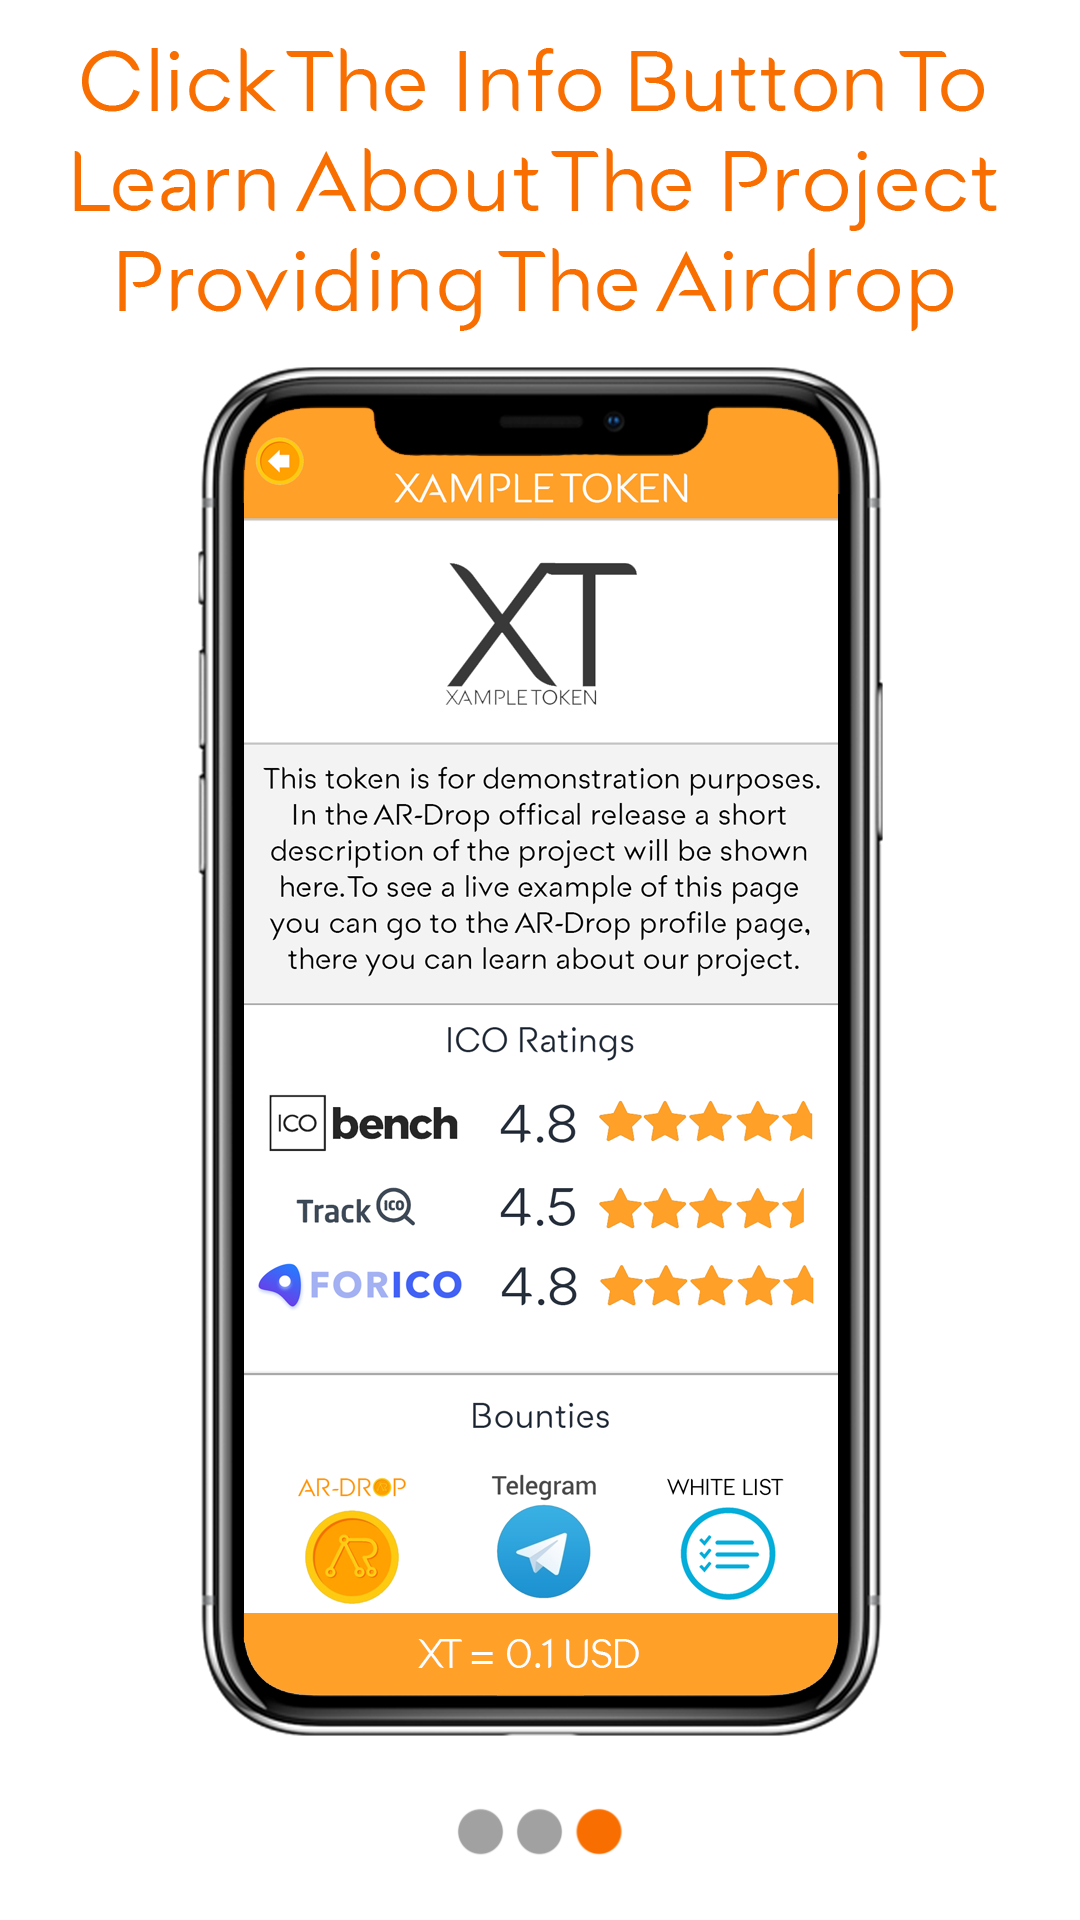 Click The Info Button To
Learn About The Project
Providing The Airdrop
XAMPLE TOKEN
XT
XAMPLE TOKEN
This token is for demonstration purposes.
In the AR-Drop offical release a short
description of the project will be shown
here. To see a live example of this page
you can go to the AR-Drop profile page,
there you can learn about our project.
ICO Ratings
ICO bench 4.8
Track ICO 4.5
FORICO 4.8
Bounties
AR-DROP Telegram WHITE LIST
AR
XT = 0.1 USD